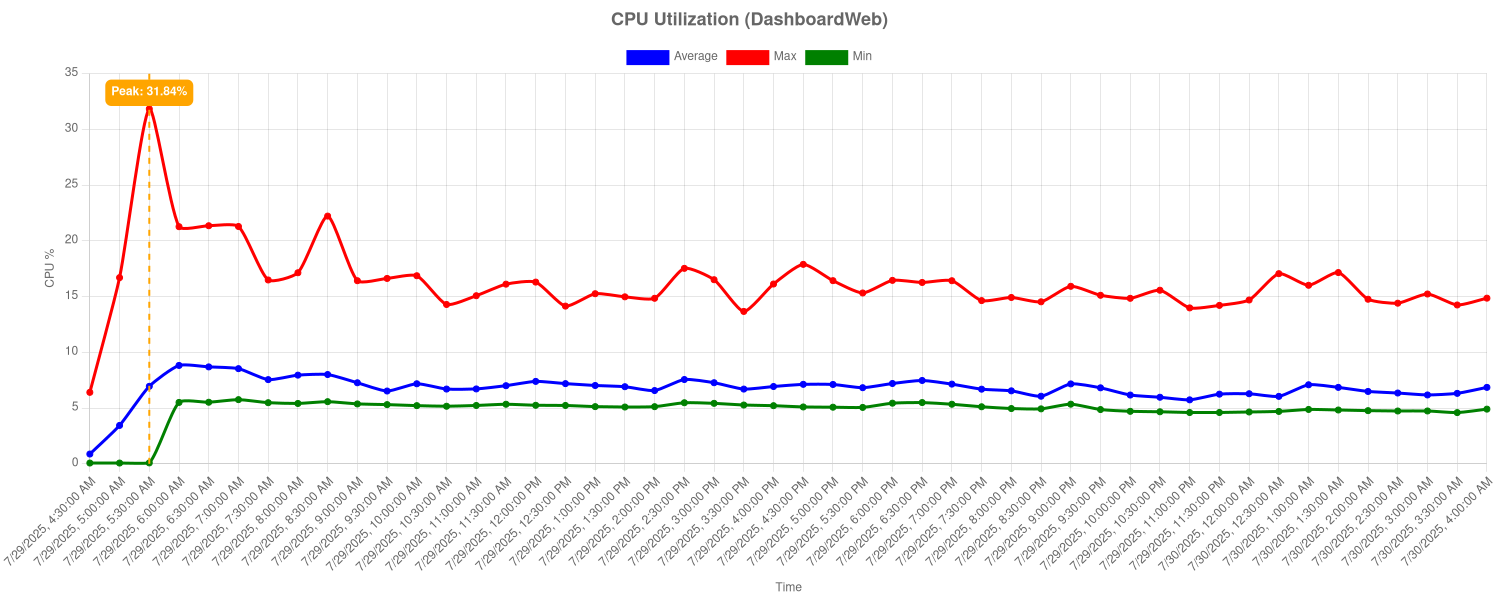 CPU Utilization (DashboardWeb)
Average Max Min
35
Peak: 31.84%
30
25
20
15
10
5
0
CPU %
7/29/2025, 4:30:00 AM
7/29/2025, 5:00:00 AM
7/29/2025, 5:30:00 AM
7/29/2025, 6:00:00 AM
7/29/2025, 6:30:00 AM
7/29/2025, 7:00:00 AM
7/29/2025, 7:30:00 AM
7/29/2025, 8:00:00 AM
7/29/2025, 8:30:00 AM
7/29/2025, 9:00:00 AM
7/29/2025, 9:30:00 AM
7/29/2025, 10:00:00 AM
7/29/2025, 10:30:00 AM
7/29/2025, 11:00:00 AM
7/29/2025, 11:30:00 AM
7/29/2025, 12:00:00 PM
7/29/2025, 12:30:00 PM
7/29/2025, 1:00:00 PM
7/29/2025, 1:30:00 PM
7/29/2025, 2:00:00 PM
7/29/2025, 2:30:00 PM
7/29/2025, 3:00:00 PM
7/29/2025, 3:30:00 PM
7/29/2025, 4:00:00 PM
7/29/2025, 4:30:00 PM
7/29/2025, 5:00:00 PM
7/29/2025, 5:30:00 PM
7/29/2025, 6:00:00 PM
7/29/2025, 6:30:00 PM
7/29/2025, 7:00:00 PM
7/29/2025, 7:30:00 PM
7/29/2025, 8:00:00 PM
7/29/2025, 8:30:00 PM
7/29/2025, 9:00:00 PM
7/29/2025, 9:30:00 PM
7/29/2025, 10:00:00 PM
7/29/2025, 10:30:00 PM
7/29/2025, 11:00:00 PM
7/29/2025, 11:30:00 PM
7/30/2025, 12:00:00 AM
7/30/2025, 12:30:00 AM
7/30/2025, 1:00:00 AM
7/30/2025, 1:30:00 AM
7/30/2025, 2:00:00 AM
7/30/2025, 2:30:00 AM
7/30/2025, 3:00:00 AM
7/30/2025, 3:30:00 AM
7/30/2025, 4:00:00 AM
Time